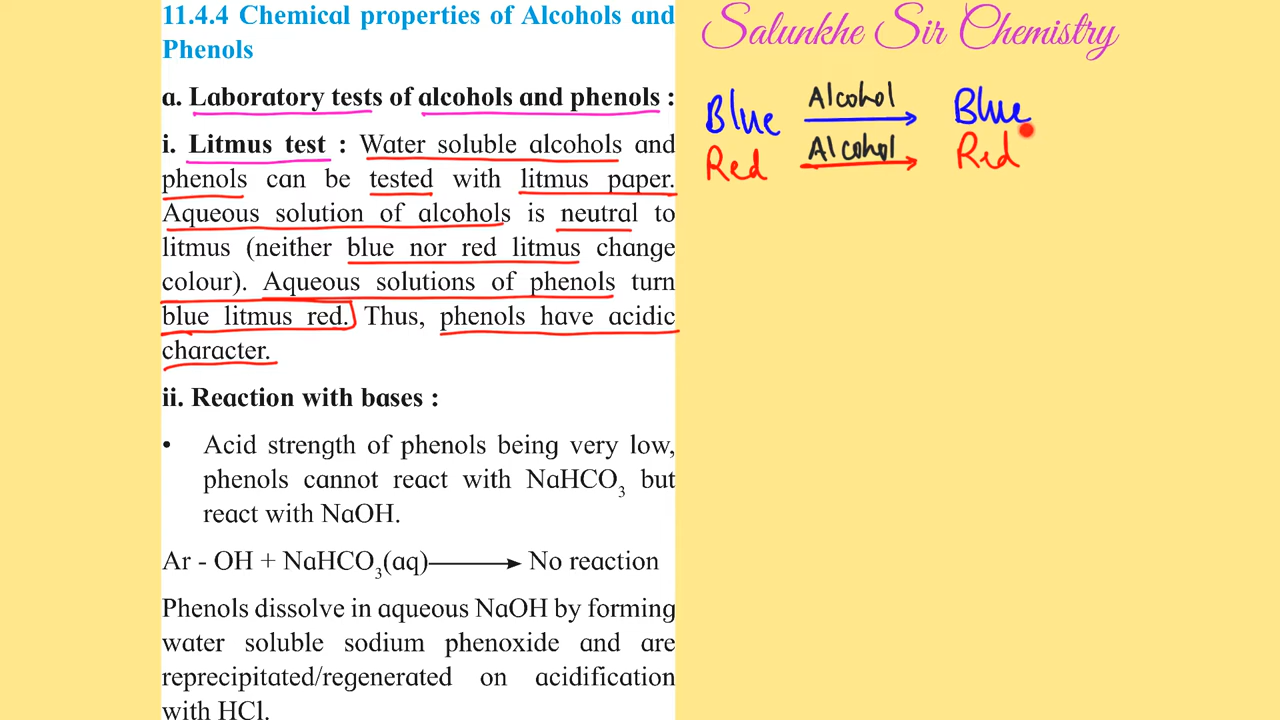 11.4.4 Chemical properties of Alcohols and
Phenols
a. Laboratory tests of alcohols and phenols :
i. Litmus test : Water soluble alcohols and
phenols can be tested with litmus paper.
Aqueous solution of alcohols is neutral to
litmus (neither blue nor red litmus change
colour). Aqueous solutions of phenols turn
blue litmus red. Thus, phenols have acidic
character.
ii. Reaction with bases :
• Acid strength of phenols being very low,
phenols cannot react with NaHCO₃ but
react with NaOH.
Ar - OH + NaHCO₃(aq)⟶ No reaction
Phenols dissolve in aqueous NaOH by forming
water soluble sodium phenoxide and are
reprecipitated/regenerated on acidification
with HCl.
Salunkhe Sir Chemistry
Blue Alcohol → Blue
Red Alcohol → Red